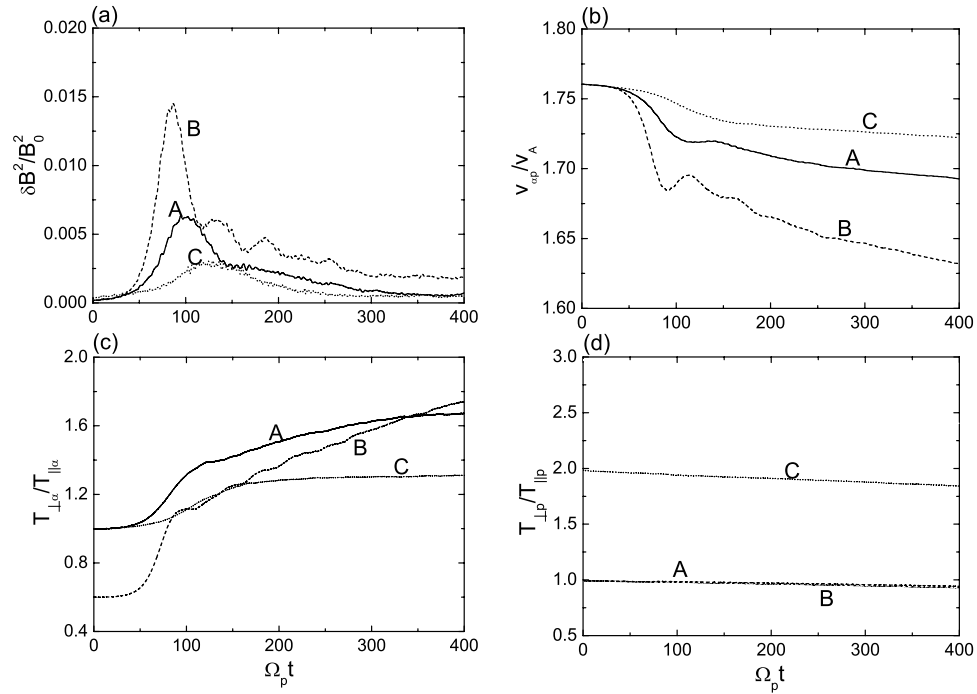 (a)
0.020
0.015
0.010
0.005
0.000
δB²/B₀²
B
A
C
0 100 200 300 400
(b)
1.80
1.75
1.70
1.65
1.60
v_αp/v_A
C
A
B
0 100 200 300 400
(c)
2.0
1.6
1.2
0.8
0.4
T_⊥α/T_∥α
A
B
C
0 100 200 300 400
Ω_p t
(d)
3.0
2.5
2.0
1.5
1.0
0.5
T_⊥p/T_∥p
C
A
B
0 100 200 300 400
Ω_p t